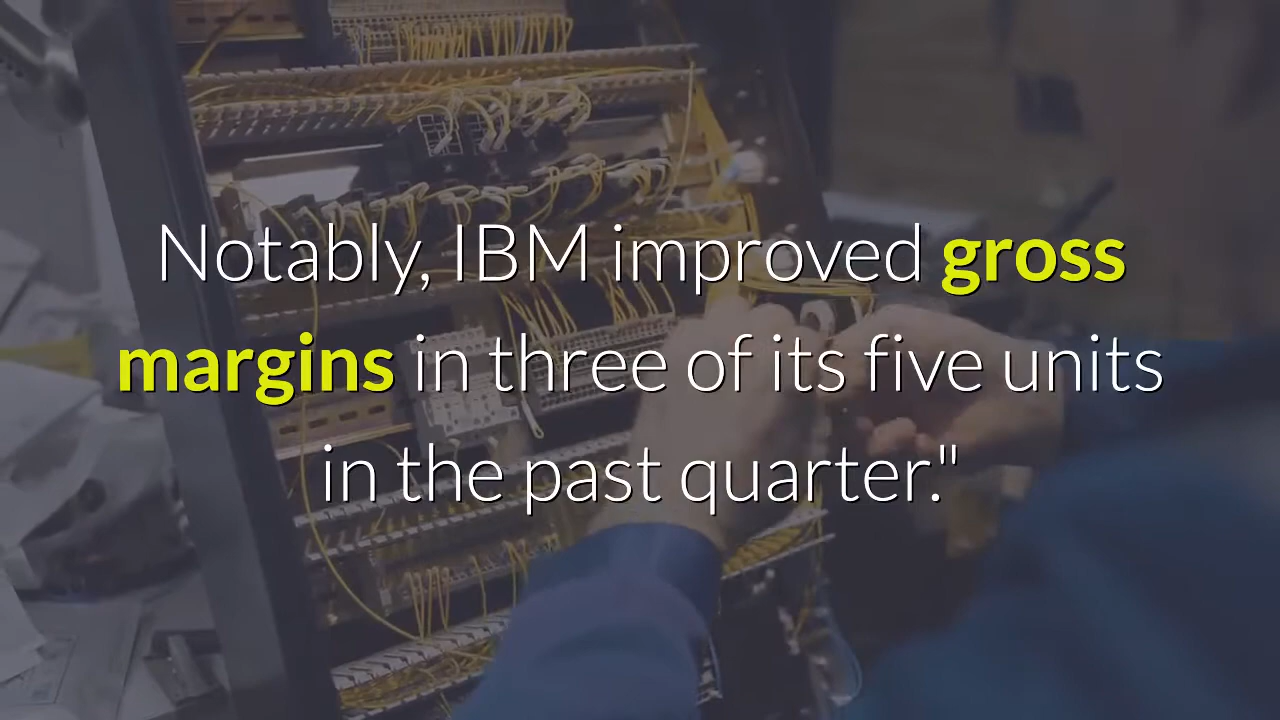 Notably, IBM improved gross
margins in three of its five units
in the past quarter."